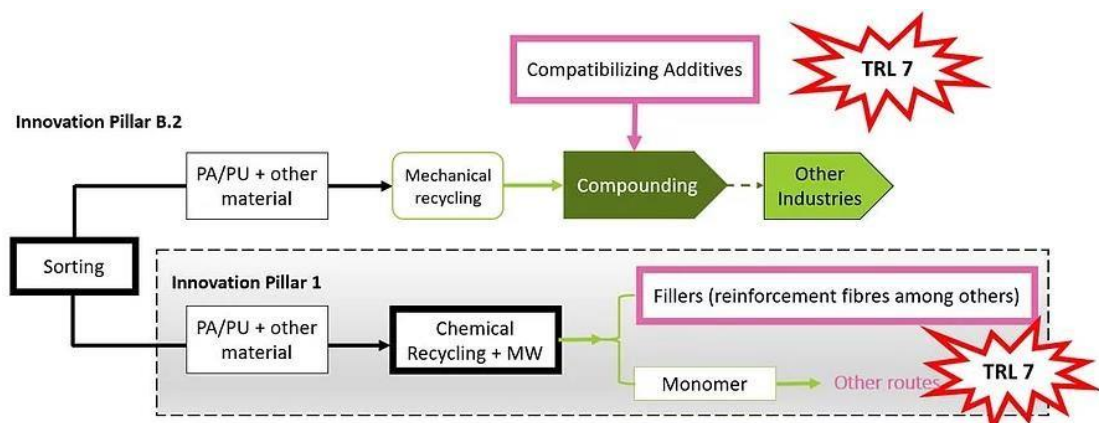 Compatibilizing Additives
TRL 7
Innovation Pillar B.2
PA/PU + other
material
Mechanical
recycling
Compounding
Other
Industries
Sorting
Innovation Pillar 1
PA/PU + other
material
Chemical
Recycling + MW
Fillers (reinforcement fibres among others)
Monomer
Other routes
TRL 7